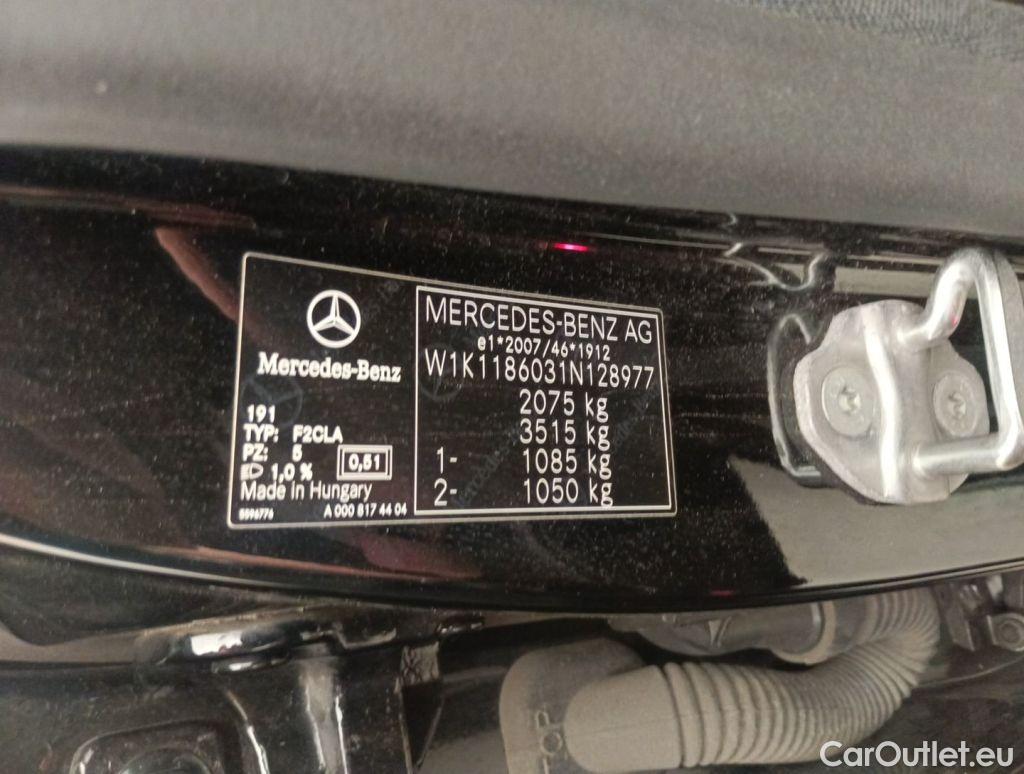 Mercedes-Benz
191
TYP: F2CLA
PZ: 5
1,0 % 0,51
Made in Hungary
5596776 A 000 817 44 04
MERCEDES-BENZ AG
e1*2007/46*1912
W1K1186031N128977
2075 kg
3515 kg
1- 1085 kg
2- 1050 kg
TOP
CarOutlet.eu